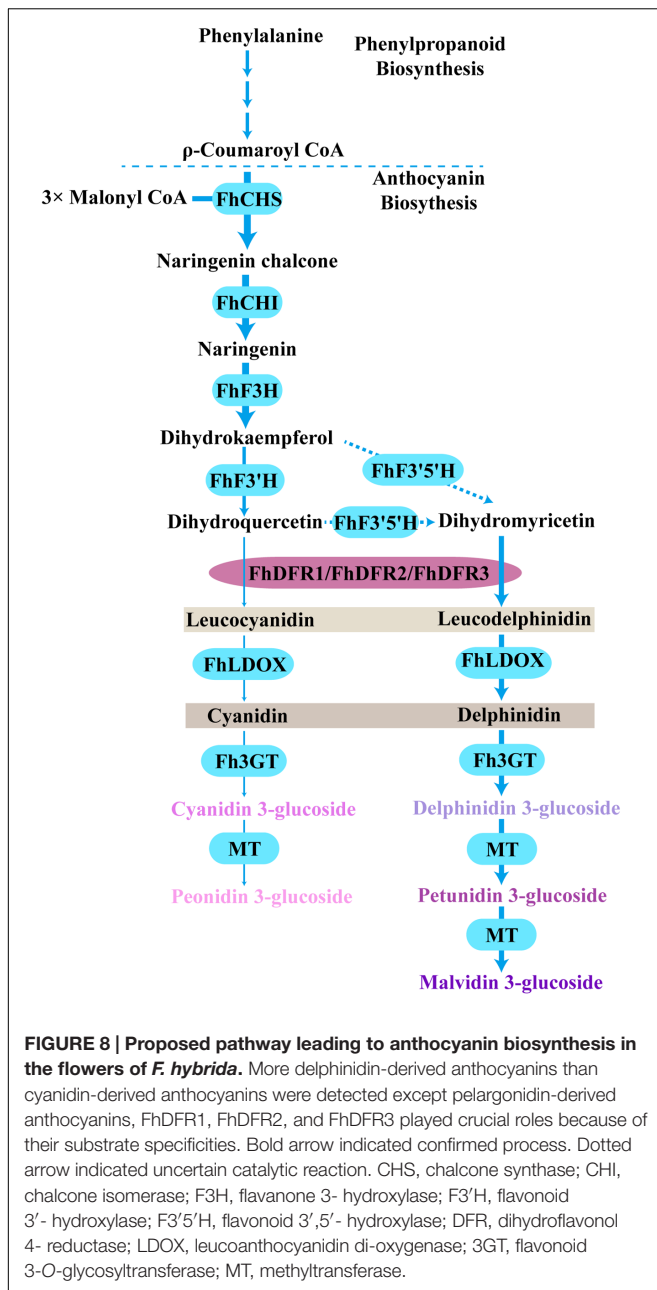 Phenylalanine
Phenylpropanoid
Biosynthesis
ρ-Coumaroyl CoA
Anthocyanin
Biosythesis
3× Malonyl CoA
FhCHS
Naringenin chalcone
FhCHI
Naringenin
FhF3H
Dihydrokaempferol
FhF3'H
FhF3'5'H
Dihydroquercetin
FhF3'5'H
Dihydromyricetin
FhDFR1/FhDFR2/FhDFR3
Leucocyanidin
Leucodelphinidin
FhLDOX
FhLDOX
Cyanidin
Delphinidin
Fh3GT
Fh3GT
Cyanidin 3-glucoside
Delphinidin 3-glucoside
MT
MT
Peonidin 3-glucoside
Petunidin 3-glucoside
MT
Malvidin 3-glucoside
FIGURE 8 | Proposed pathway leading to anthocyanin biosynthesis in
the flowers of F. hybrida. More delphinidin-derived anthocyanins than
cyanidin-derived anthocyanins were detected except pelargonidin-derived
anthocyanins, FhDFR1, FhDFR2, and FhDFR3 played crucial roles because of
their substrate specificities. Bold arrow indicated confirmed process. Dotted
arrow indicated uncertain catalytic reaction. CHS, chalcone synthase; CHI,
chalcone isomerase; F3H, flavanone 3- hydroxylase; F3′H, flavonoid
3′- hydroxylase; F3′5′H, flavonoid 3′,5′- hydroxylase; DFR, dihydroflavonol
4- reductase; LDOX, leucoanthocyanidin di-oxygenase; 3GT, flavonoid
3-O-glycosyltransferase; MT, methyltransferase.